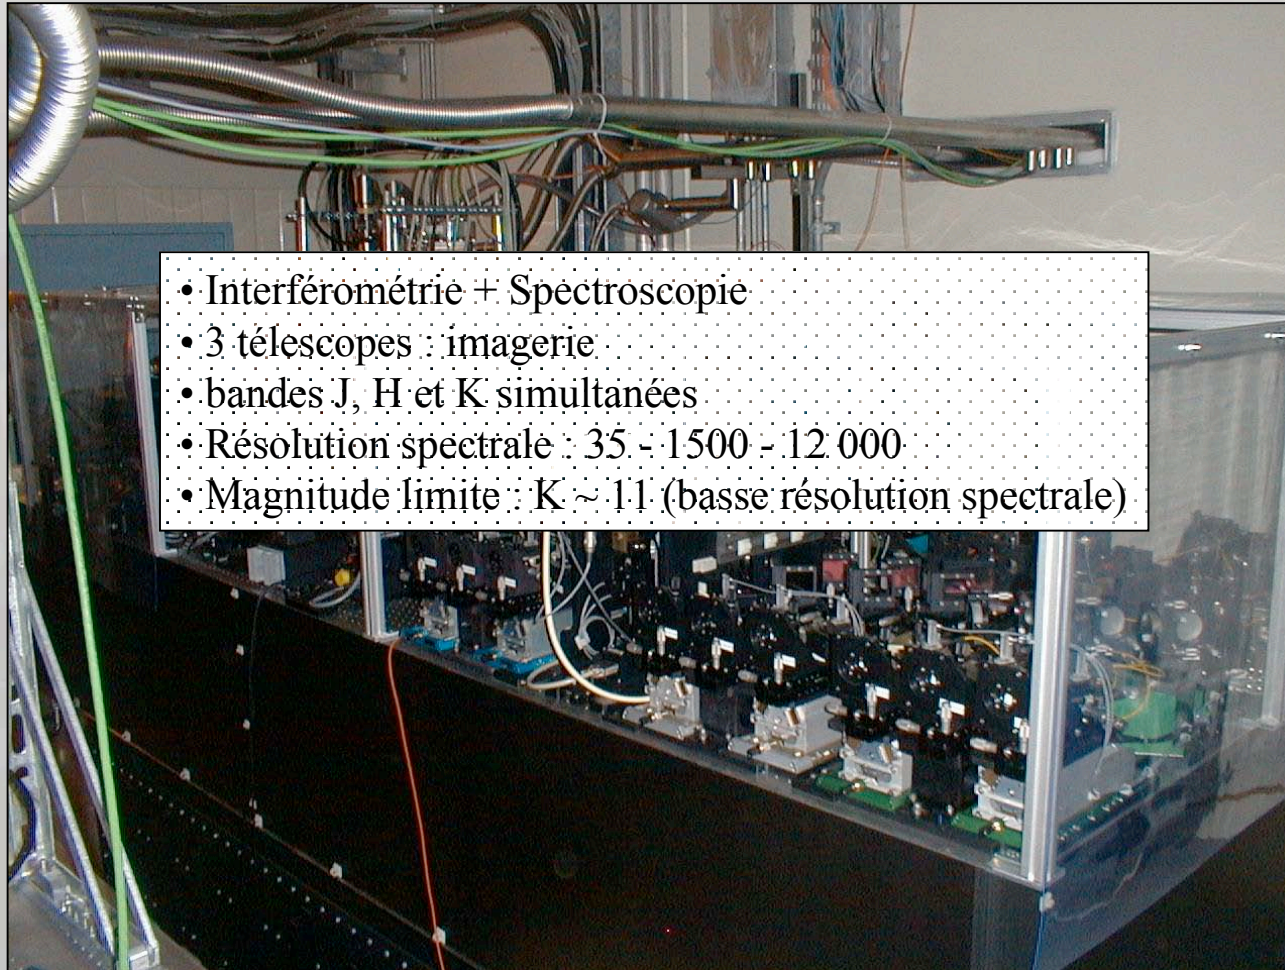 • Interférométrie + Spectroscopie
• 3 télescopes : imagerie
• bandes J, H et K simultanées
• Résolution spectrale : 35 - 1500 - 12 000
• Magnitude limite : K ~ 11 (basse résolution spectrale)